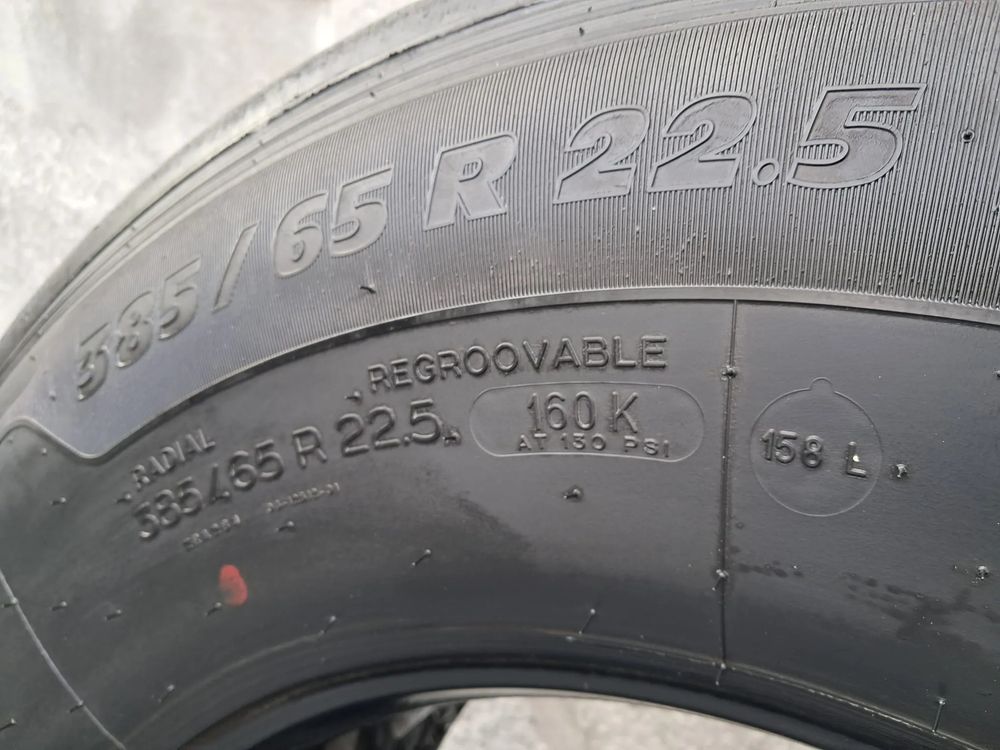 385/65 R 22.5
REGROOVABLE
RADIAL
385/65 R 22.5
160 K
AT 130 PSI
158 L